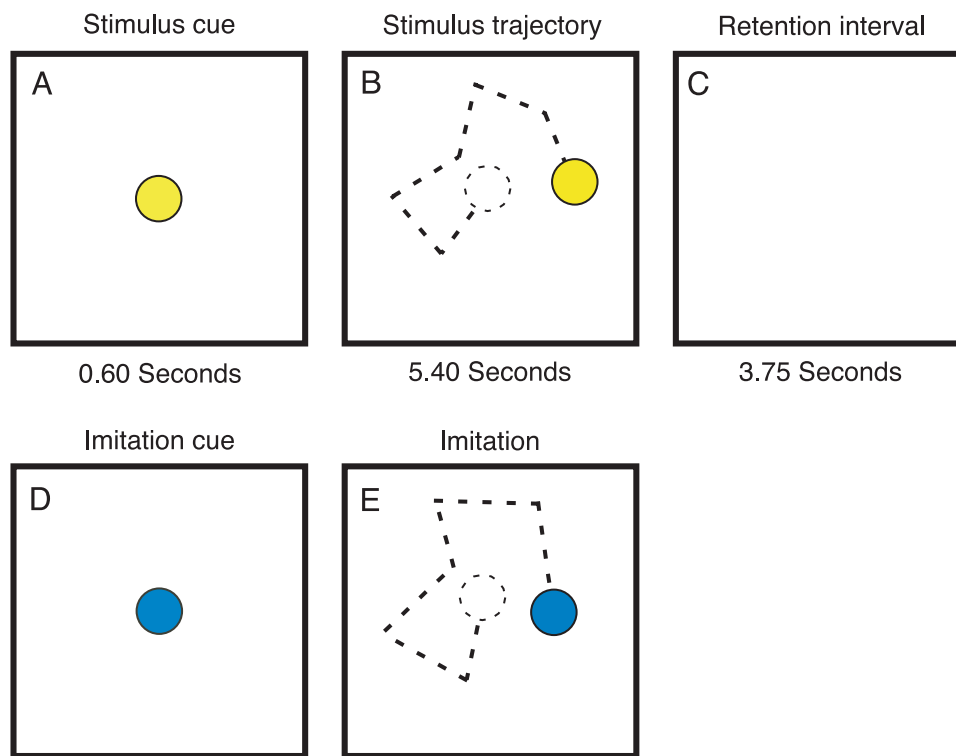 Stimulus cue
Stimulus trajectory
Retention interval
A
B
C
0.60 Seconds
5.40 Seconds
3.75 Seconds
Imitation cue
Imitation
D
E